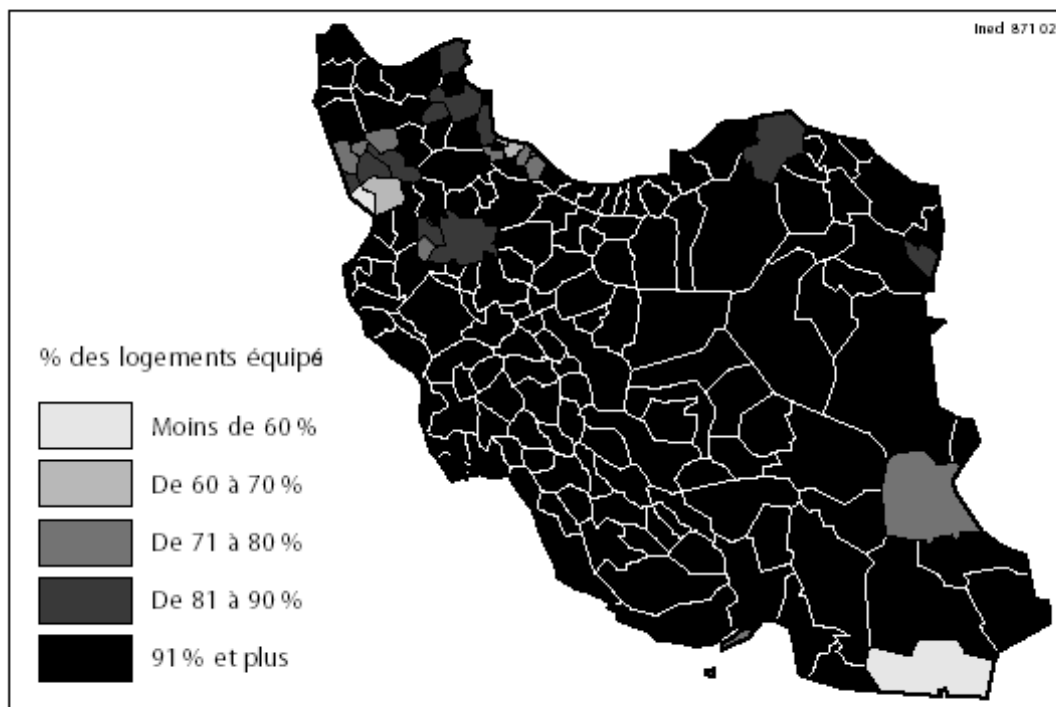 Ined 871 02
% des logements équipé
Moins de 60 %
De 60 à 70 %
De 71 à 80 %
De 81 à 90 %
91 % et plus